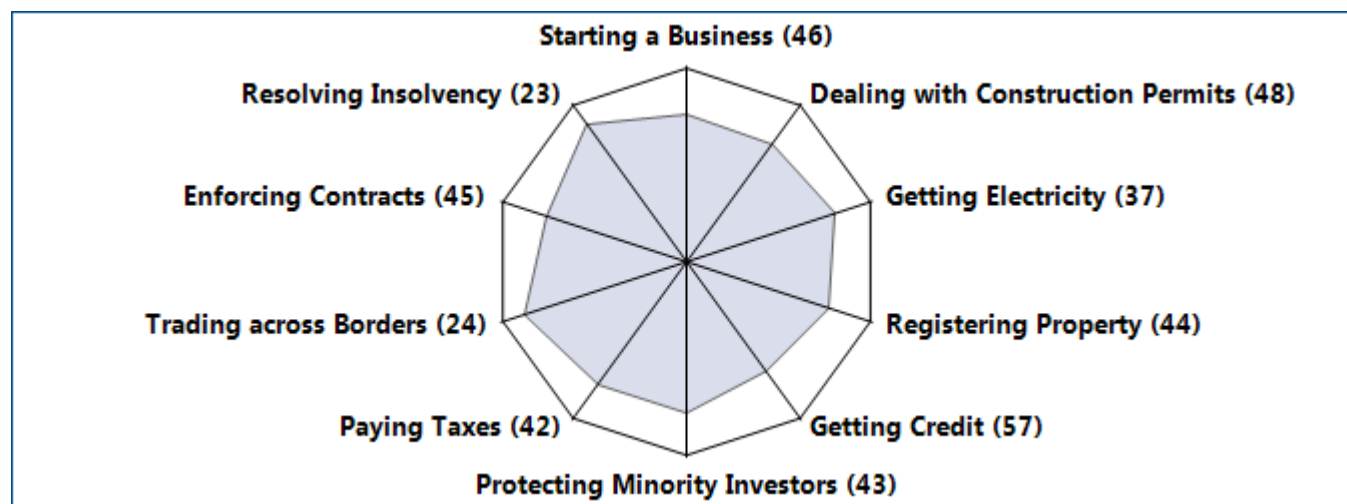 Starting a Business (46)
Resolving Insolvency (23)
Dealing with Construction Permits (48)
Enforcing Contracts (45)
Getting Electricity (37)
Trading across Borders (24)
Registering Property (44)
Paying Taxes (42)
Getting Credit (57)
Protecting Minority Investors (43)